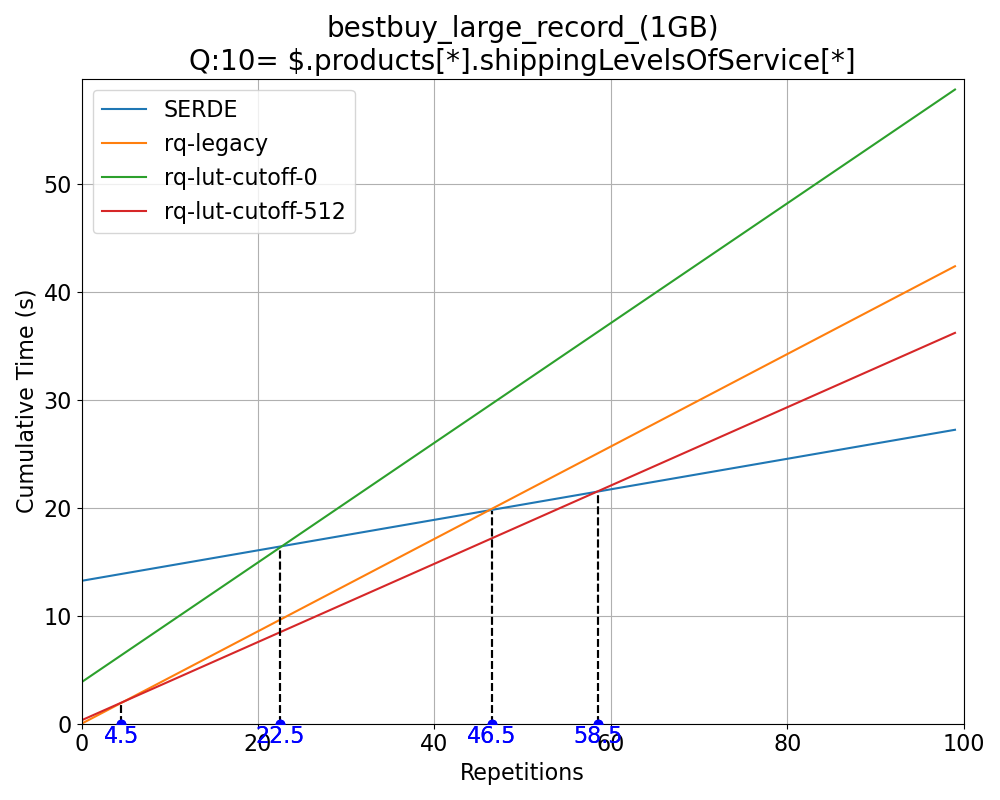 bestbuy_large_record_(1GB)
Q:10= $.products[*].shippingLevelsOfService[*]
SERDE
rq-legacy
rq-lut-cutoff-0
rq-lut-cutoff-512
Cumulative Time (s)
50
40
30
20
10
0
4.5
22.5
46.5
58.5
0
20
40
60
80
100
Repetitions